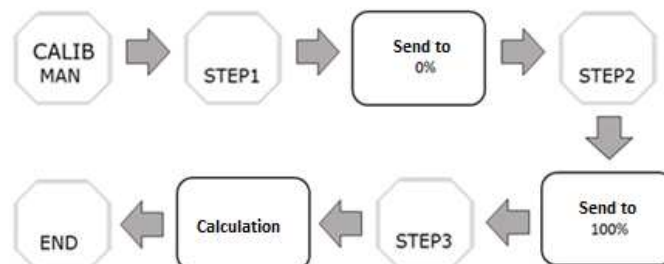 CALIB
MAN
STEP1
Send to
0%
STEP2
Send to
100%
STEP3
Calculation
END